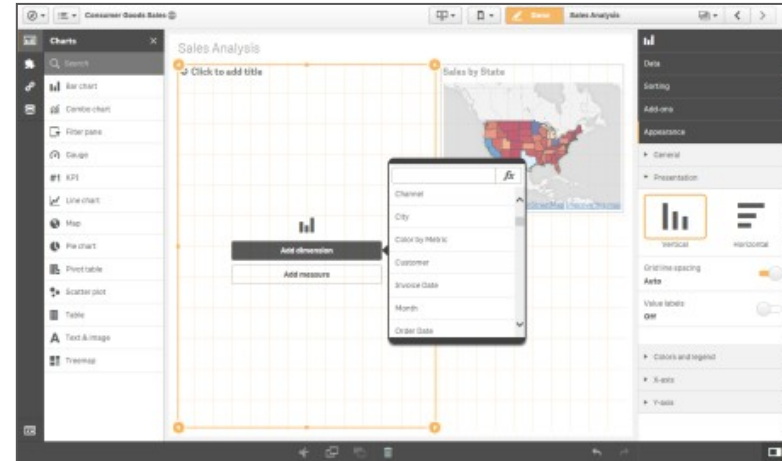 Consumer Goods Sales
Done
Sales Analysis
Charts
Search
Bar chart
Combo chart
Filter pane
Gauge
#1 KPI
Line chart
Map
Pie chart
Pivot table
Scatter plot
Table
A Text & image
Treemap
Sales Analysis
Click to add title
Add dimension
Add measure
Sales by State
fx
Channel
City
Color by Metric
Customer
Invoice Date
Month
Order Date
Data
Sorting
Add-ons
Appearance
General
Presentation
Vertical
Horizontal
Grid line spacing
Auto
Value labels
Off
Colors and legend
X-axis
Y-axis